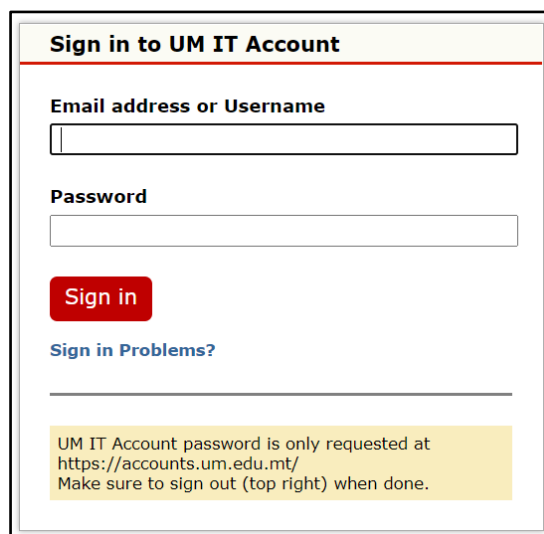 Sign in to UM IT Account
Email address or Username
Password
Sign in
Sign in Problems?
UM IT Account password is only requested at
https://accounts.um.edu.mt/
Make sure to sign out (top right) when done.